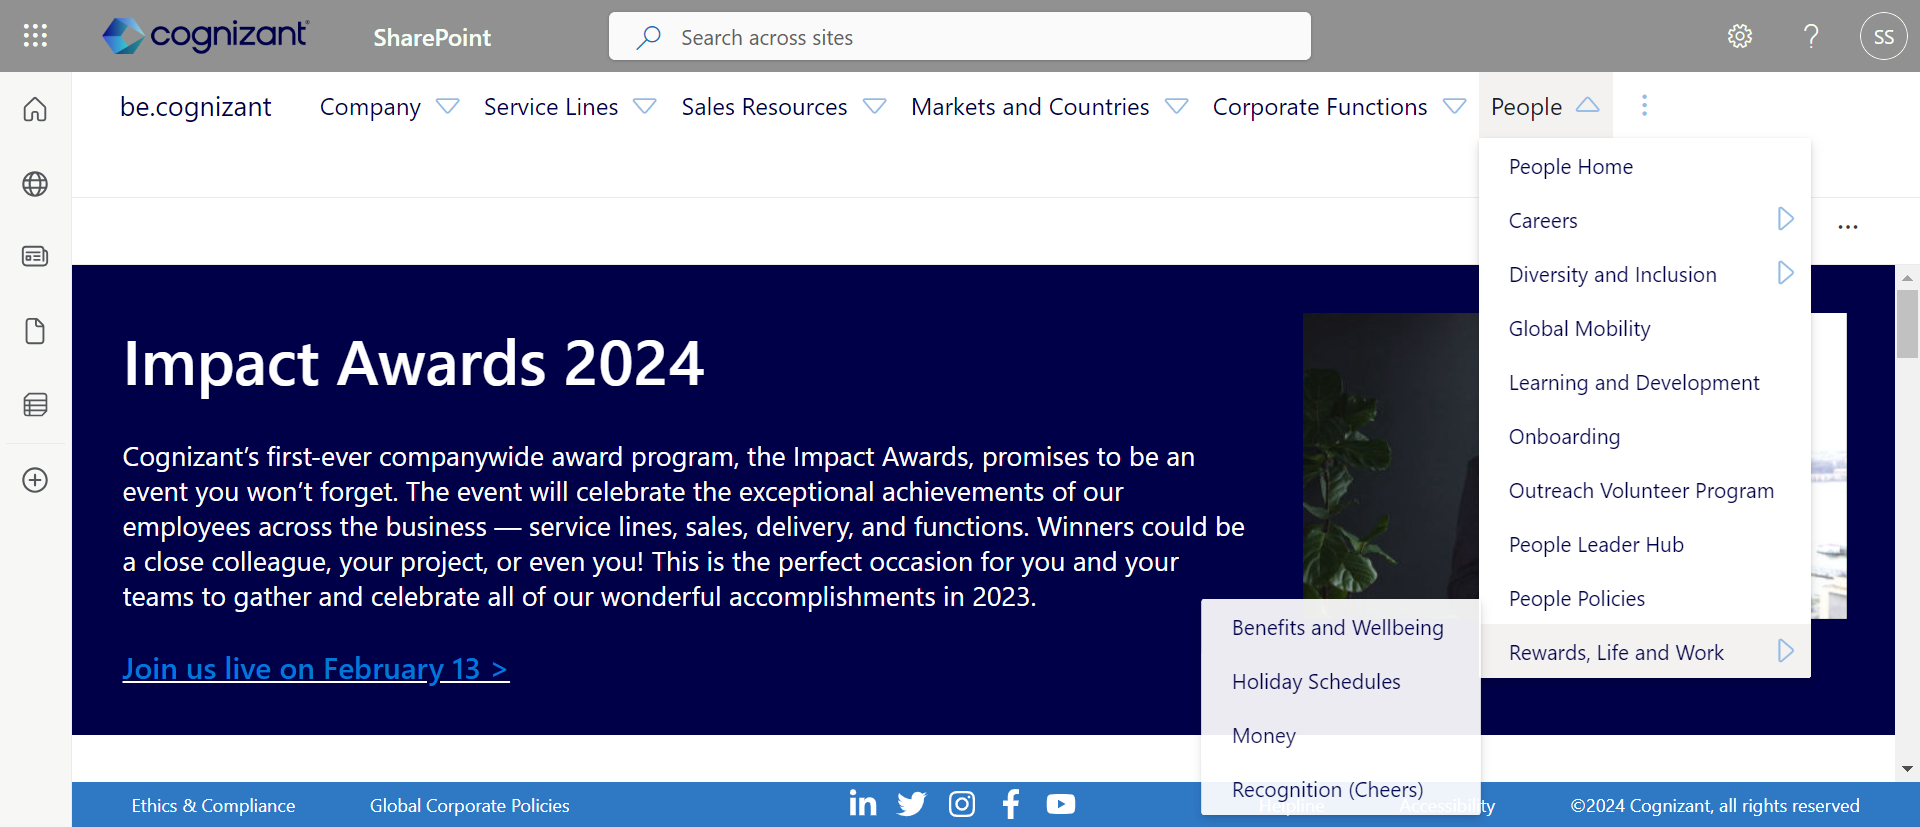 cognizant
SharePoint
Search across sites
SS
be.cognizant
Company
Service Lines
Sales Resources
Markets and Countries
Corporate Functions
People
People Home
Careers
Diversity and Inclusion
Global Mobility
Learning and Development
Onboarding
Outreach Volunteer Program
People Leader Hub
People Policies
Rewards, Life and Work
Benefits and Wellbeing
Holiday Schedules
Money
Recognition (Cheers)
Impact Awards 2024
Cognizant’s first-ever companywide award program, the Impact Awards, promises to be an
event you won’t forget. The event will celebrate the exceptional achievements of our
employees across the business — service lines, sales, delivery, and functions. Winners could be
a close colleague, your project, or even you! This is the perfect occasion for you and your
teams to gather and celebrate all of our wonderful accomplishments in 2023.
Join us live on February 13 >
Ethics & Compliance
Global Corporate Policies
Helpline
Accessibility
©2024 Cognizant, all rights reserved